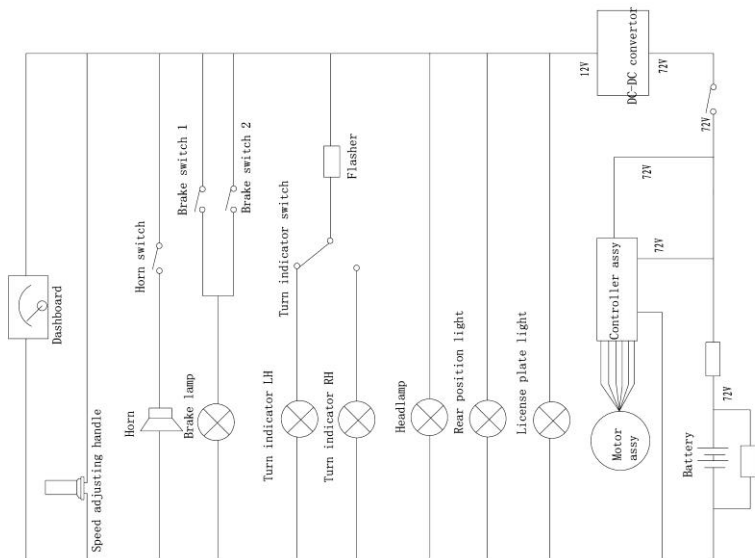 12V
DC-DC convertor
72V
72V
72V
72V
Brake switch 1
Brake switch 2
Flasher
Turn indicator switch
Horn switch
Dashboard
Controller assy
Horn
Brake lamp
Turn indicator LH
Turn indicator RH
Headlamp
Rear position light
License plate light
72V
Motor assy
Battery
Speed adjusting handle